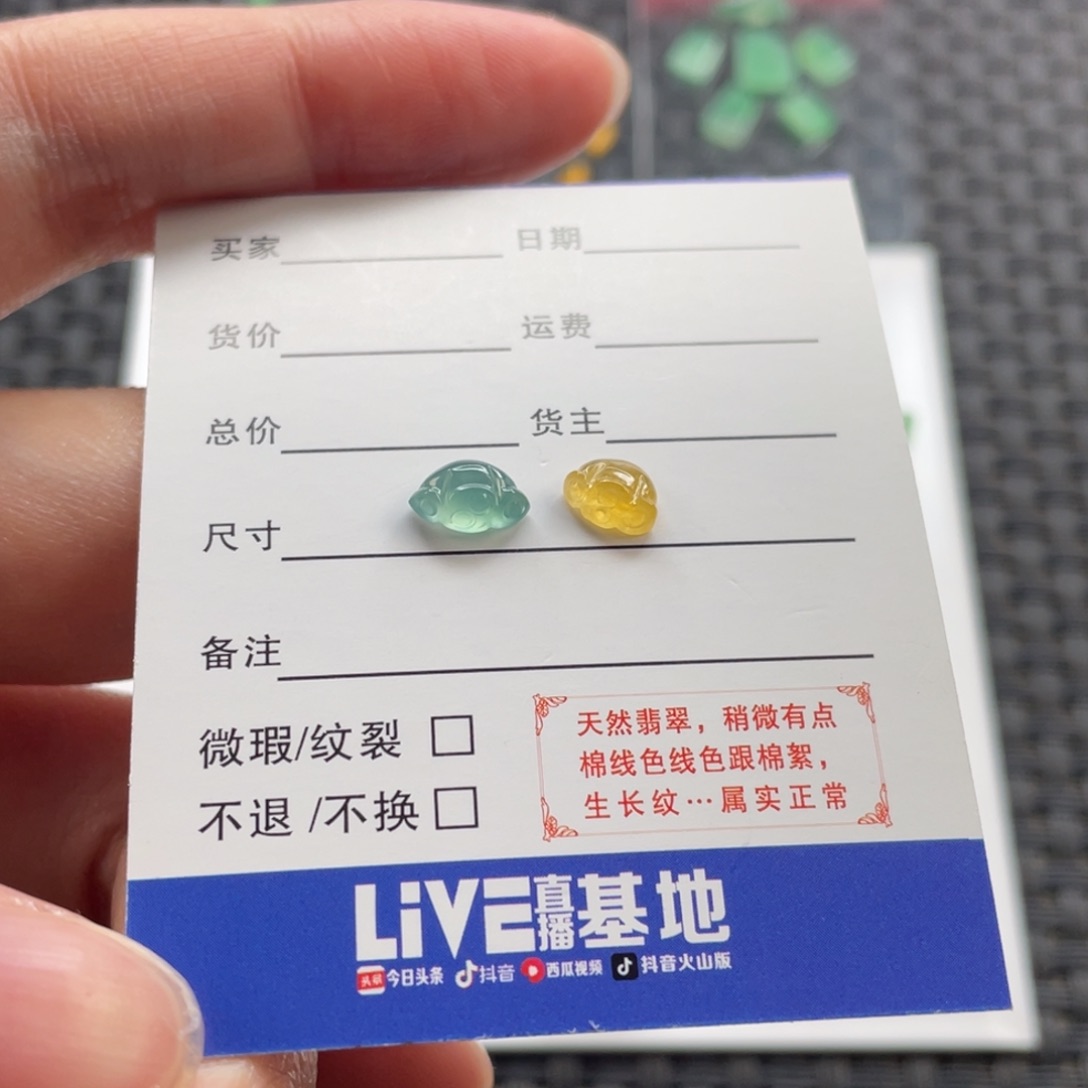 买家 日期
货价 运费
总价 货主
尺寸
备注
微瑕/纹裂
不退/不换
天然翡翠，稍微有点
棉线色线色跟棉絮，
生长纹…属实正常
LiVE直播基地
头条 今日头条 抖音 西瓜视频 抖音火山版